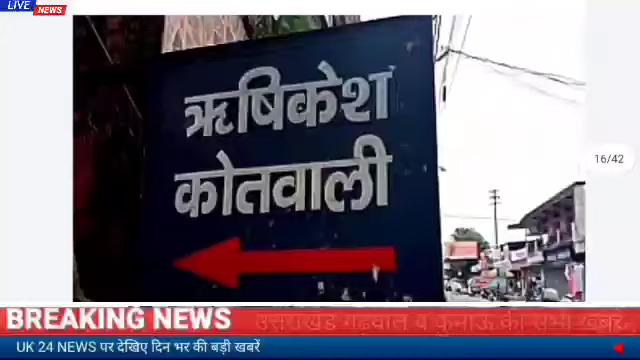 LIVE
NEWS
ऋषिकेश
कोतवाली
16/42
BREAKING NEWS
उत्तराखंड गढ़वाल व कुमाऊं की सभी खबरें
UK 24 NEWS पर देखिए दिन भर की बड़ी खबरें